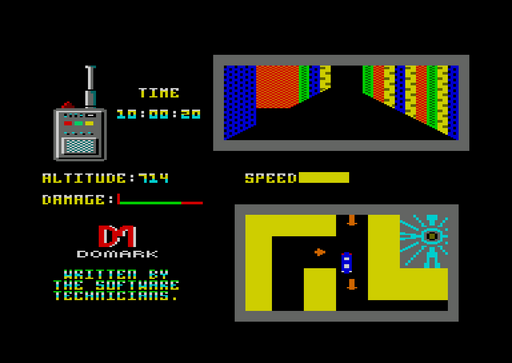 TIME
10:00:20
ALTITUDE:714
SPEED
DAMAGE:
DOMARK
WRITTEN BY
THE SOFTWARE
TECHNICIANS.